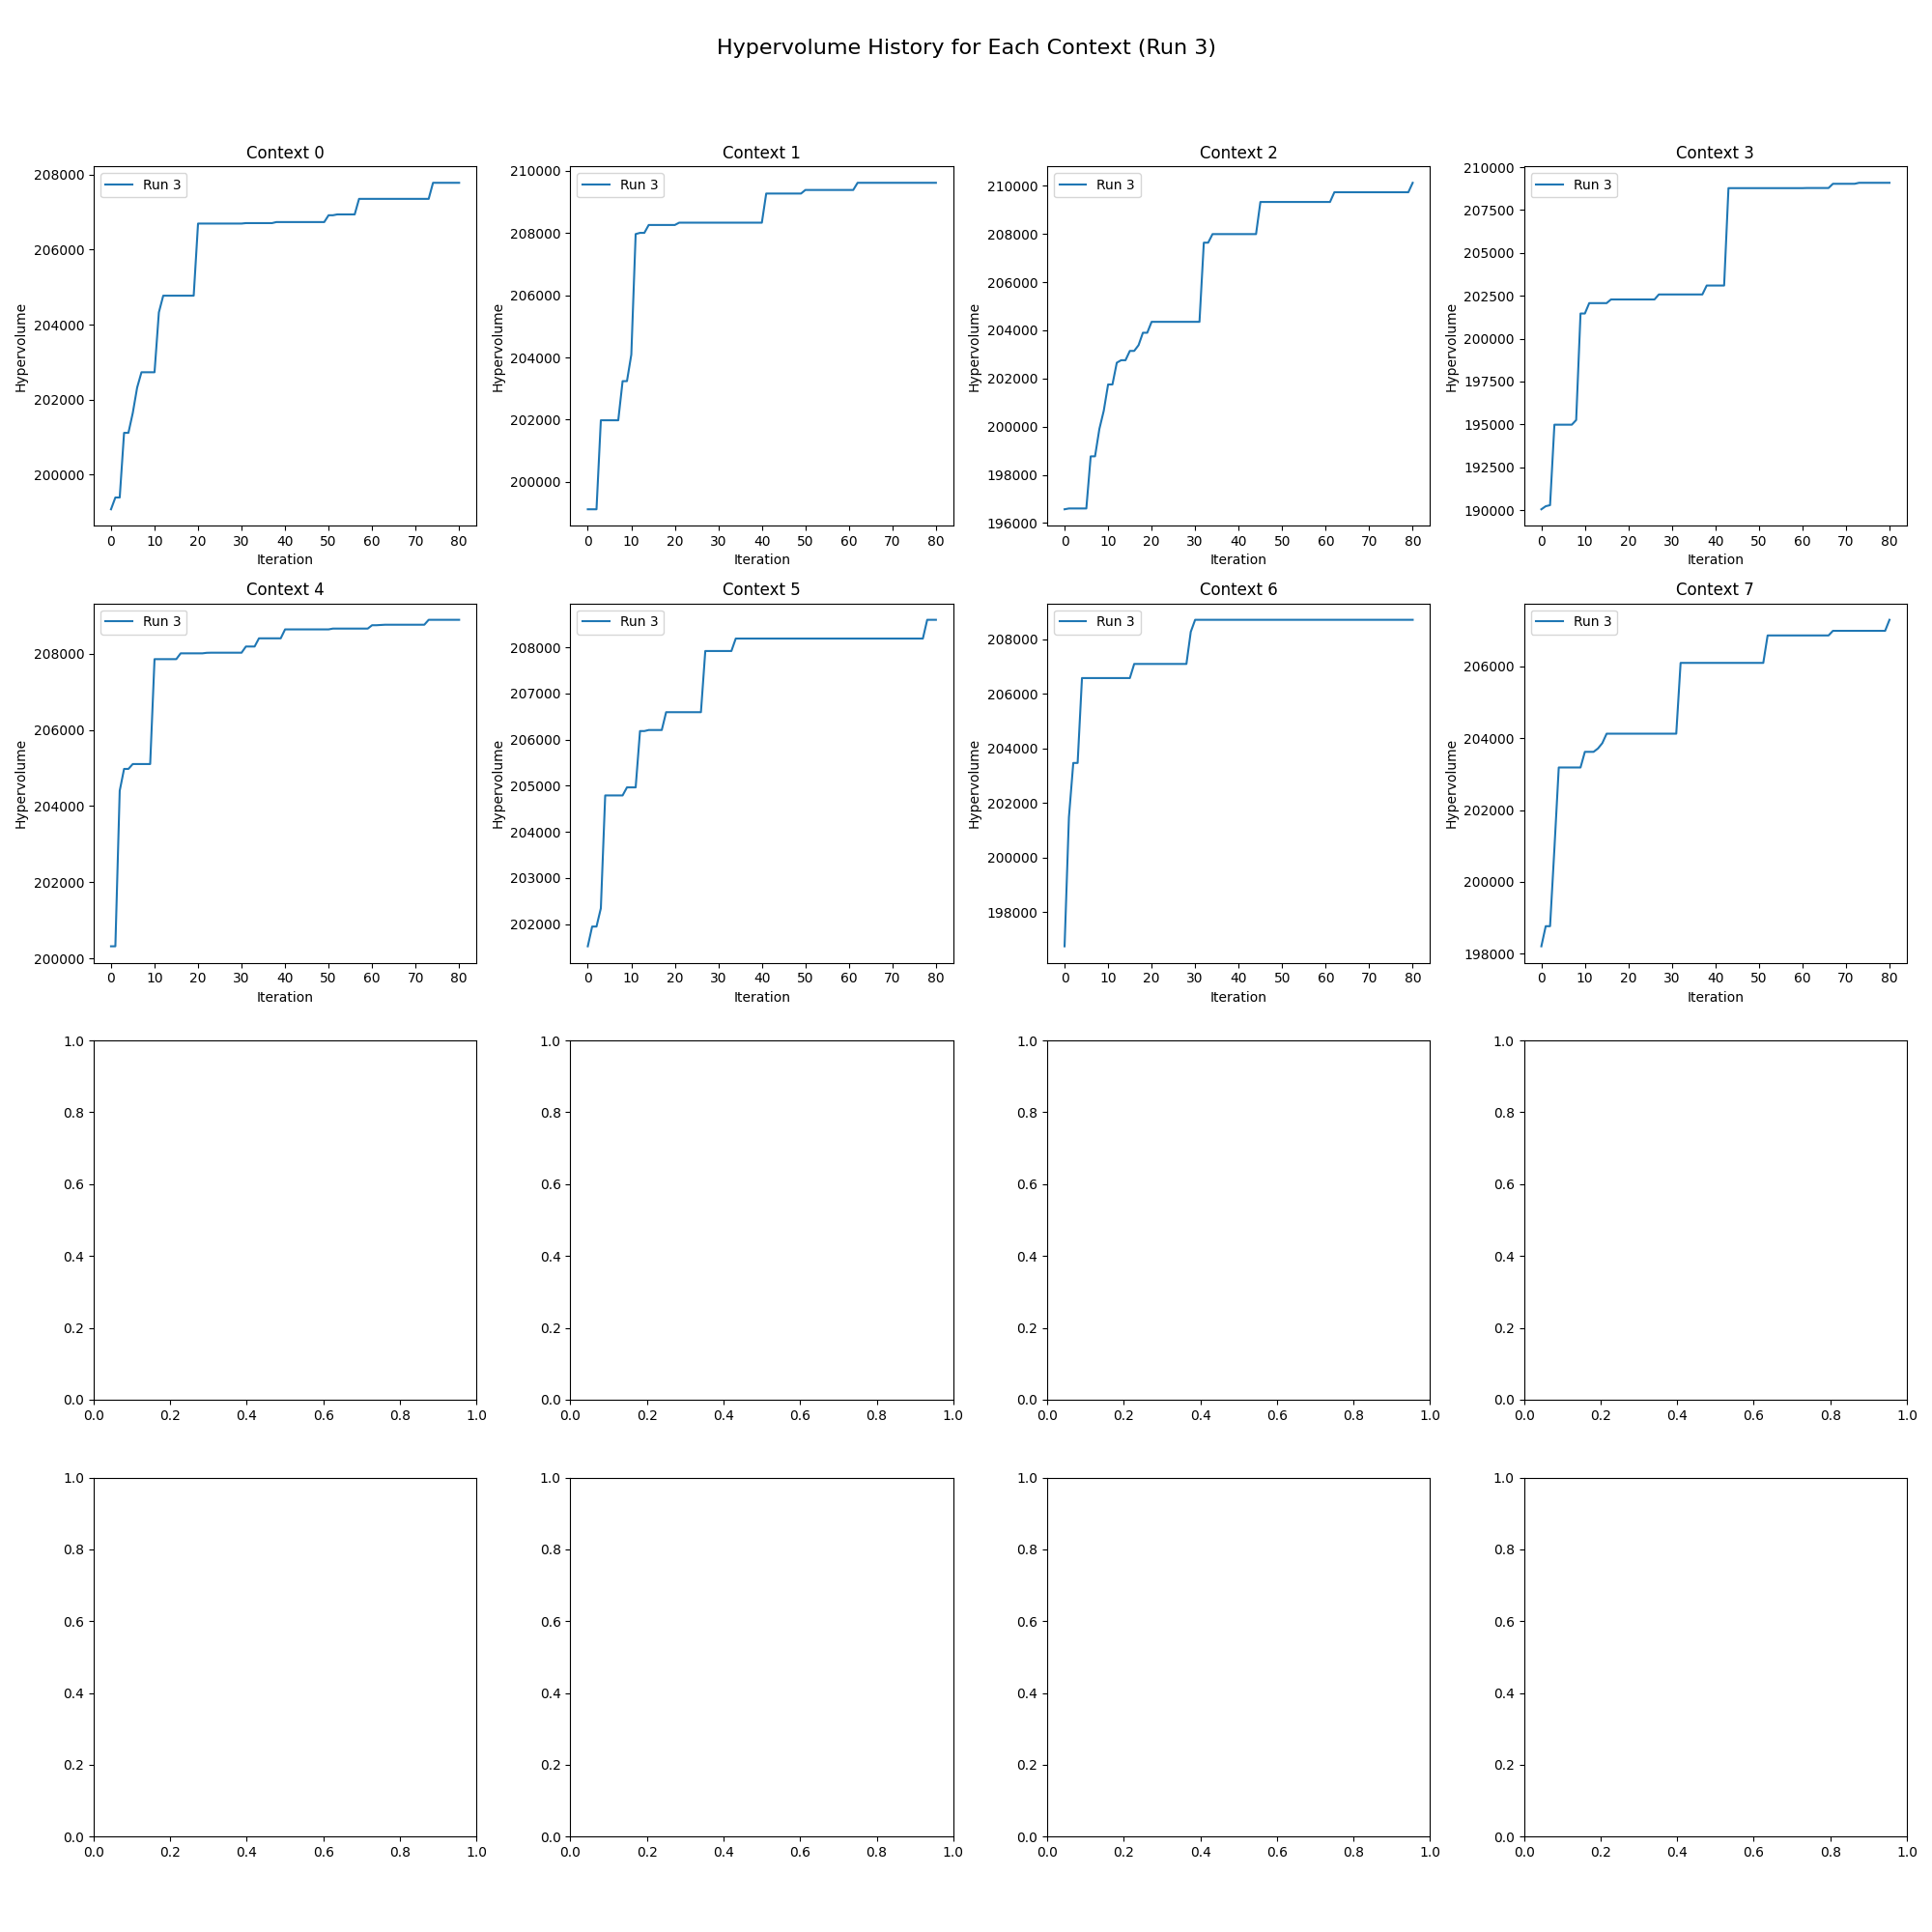 Hypervolume History for Each Context (Run 3)
Context 0 Context 1 Context 2 Context 3
Run 3 Run 3 Run 3 Run 3
Hypervolume Hypervolume Hypervolume Hypervolume
208000 206000 204000 202000 200000
210000 208000 206000 204000 202000 200000
210000 208000 206000 204000 202000 200000 198000 196000
210000 207500 205000 202500 200000 197500 195000 192500 190000
0 10 20 30 40 50 60 70 80 0 10 20 30 40 50 60 70 80 0 10 20 30 40 50 60 70 80 0 10 20 30 40 50 60 70 80
Iteration Iteration Iteration Iteration
Context 4 Context 5 Context 6 Context 7
Run 3 Run 3 Run 3 Run 3
Hypervolume Hypervolume Hypervolume Hypervolume
208000 206000 204000 202000 200000
208000 207000 206000 205000 204000 203000 202000
208000 206000 204000 202000 200000 198000
206000 204000 202000 200000 198000
0 10 20 30 40 50 60 70 80 0 10 20 30 40 50 60 70 80 0 10 20 30 40 50 60 70 80 0 10 20 30 40 50 60 70 80
Iteration Iteration Iteration Iteration
1.0 1.0 1.0 1.0
0.8 0.8 0.8 0.8
0.6 0.6 0.6 0.6
0.4 0.4 0.4 0.4
0.2 0.2 0.2 0.2
0.0 0.0 0.0 0.0
0.0 0.2 0.4 0.6 0.8 1.0 0.0 0.2 0.4 0.6 0.8 1.0 0.0 0.2 0.4 0.6 0.8 1.0 0.0 0.2 0.4 0.6 0.8 1.0
1.0 1.0 1.0 1.0
0.8 0.8 0.8 0.8
0.6 0.6 0.6 0.6
0.4 0.4 0.4 0.4
0.2 0.2 0.2 0.2
0.0 0.0 0.0 0.0
0.0 0.2 0.4 0.6 0.8 1.0 0.0 0.2 0.4 0.6 0.8 1.0 0.0 0.2 0.4 0.6 0.8 1.0 0.0 0.2 0.4 0.6 0.8 1.0